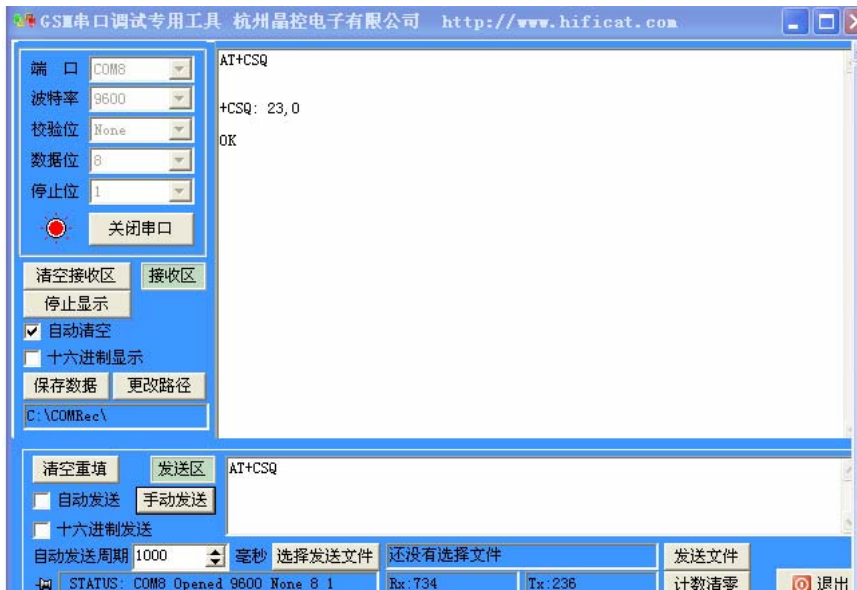 GSM串口调试专用工具 杭州晶控电子有限公司 http://www.hificat.com
端 口 COM8
波特率 9600
校验位 None
数据位 8
停止位 1
关闭串口
清空接收区 接收区
停止显示
自动清空
十六进制显示
保存数据 更改路径
C:\COMRec\
AT+CSQ
+CSQ: 23,0
OK
清空重填 发送区 AT+CSQ
自动发送 手动发送
十六进制发送
自动发送周期 1000 毫秒 选择发送文件 还没有选择文件 发送文件
STATUS: COM8 Opened 9600 None 8 1 Rx:734 Tx:236 计数清零 退出